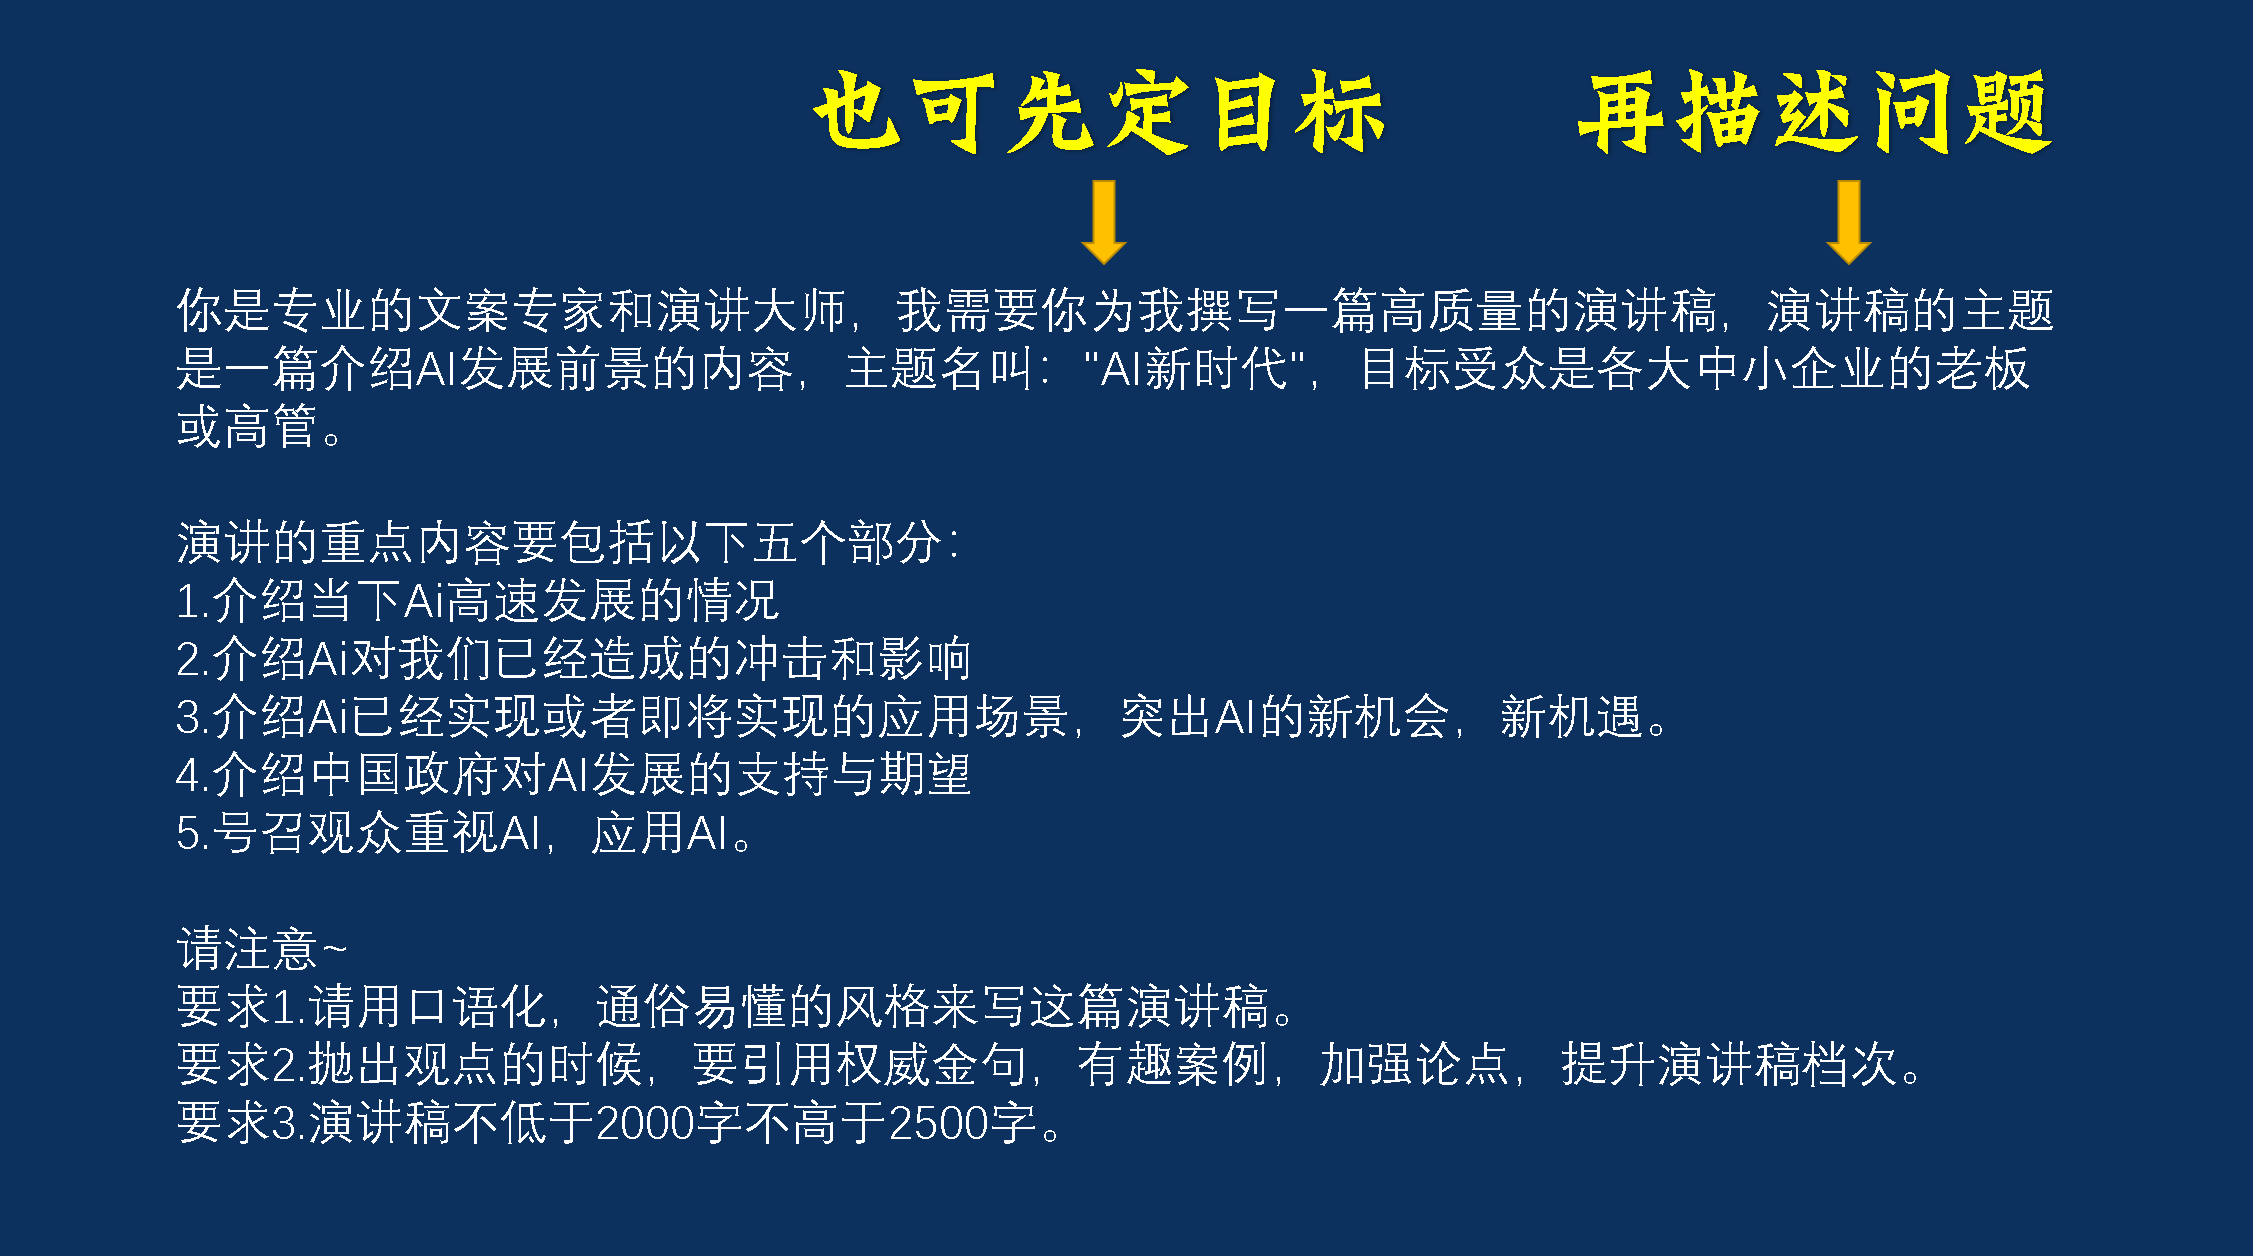 也可先定目标 再描述问题
你是专业的文案专家和演讲大师，我需要你为我撰写一篇高质量的演讲稿，演讲稿的主题
是一篇介绍AI发展前景的内容，主题名叫："AI新时代"，目标受众是各大中小企业的老板
或高管。
演讲的重点内容要包括以下五个部分：
1.介绍当下Ai高速发展的情况
2.介绍Ai对我们已经造成的冲击和影响
3.介绍Ai已经实现或者即将实现的应用场景，突出AI的新机会，新机遇。
4.介绍中国政府对AI发展的支持与期望
5.号召观众重视AI，应用AI。
请注意~
要求1.请用口语化，通俗易懂的风格来写这篇演讲稿。
要求2.抛出观点的时候，要引用权威金句，有趣案例，加强论点，提升演讲稿档次。
要求3.演讲稿不低于2000字不高于2500字。